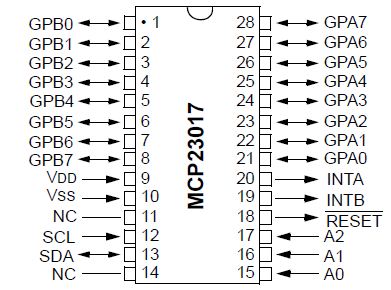 GPB0 1 28 GPA7
GPB1 2 27 GPA6
GPB2 3 26 GPA5
GPB3 4 25 GPA4
GPB4 5 24 GPA3
GPB5 6 23 GPA2
GPB6 7 22 GPA1
GPB7 8 21 GPA0
VDD 9 20 INTA
VSS 10 19 INTB
NC 11 18 RESET
SCL 12 17 A2
SDA 13 16 A1
NC 14 15 A0
MCP23017